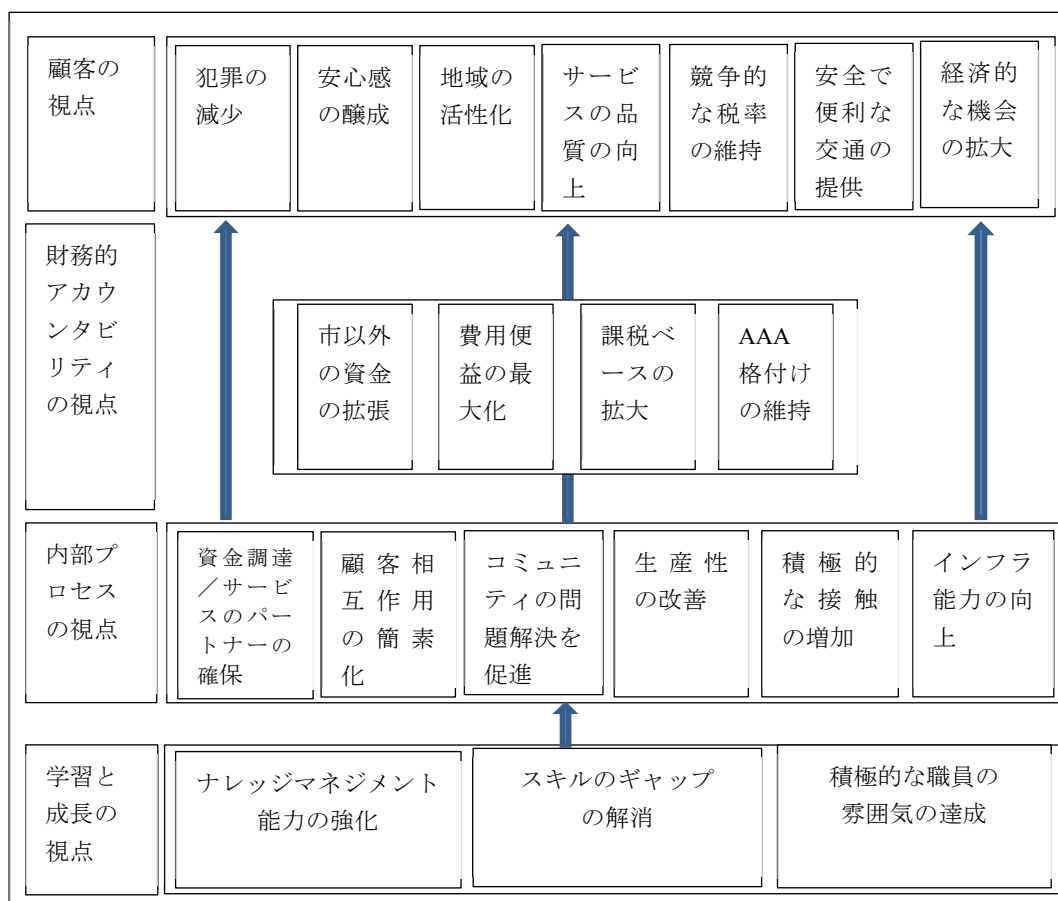 顧客の
視点
犯罪の
減少
安心感
の醸成
地域の
活性化
サービ
スの品
質の向
上
競争的
な税率
の維持
安全で
便利な
交通の
提供
経済的
な機会
の拡大
財務的
アカウ
ンタビ
リティ
の視点
市以外
の資金
の拡張
費用便
益の最
大化
課税ベ
ースの
拡大
AAA
格付け
の維持
内部プ
ロセス
の視点
資金調達
／サービ
スのパー
トナーの
確保
顧客相
互作用
の簡素
化
コミュニ
ティの問
題解決を
促進
生産性
の改善
積極的
な接触
の増加
インフラ
能力の向
上
学習と
成長の
視点
ナレッジマネジメント
能力の強化
スキルのギャップ
の解消
積極的な職員の
雰囲気の達成